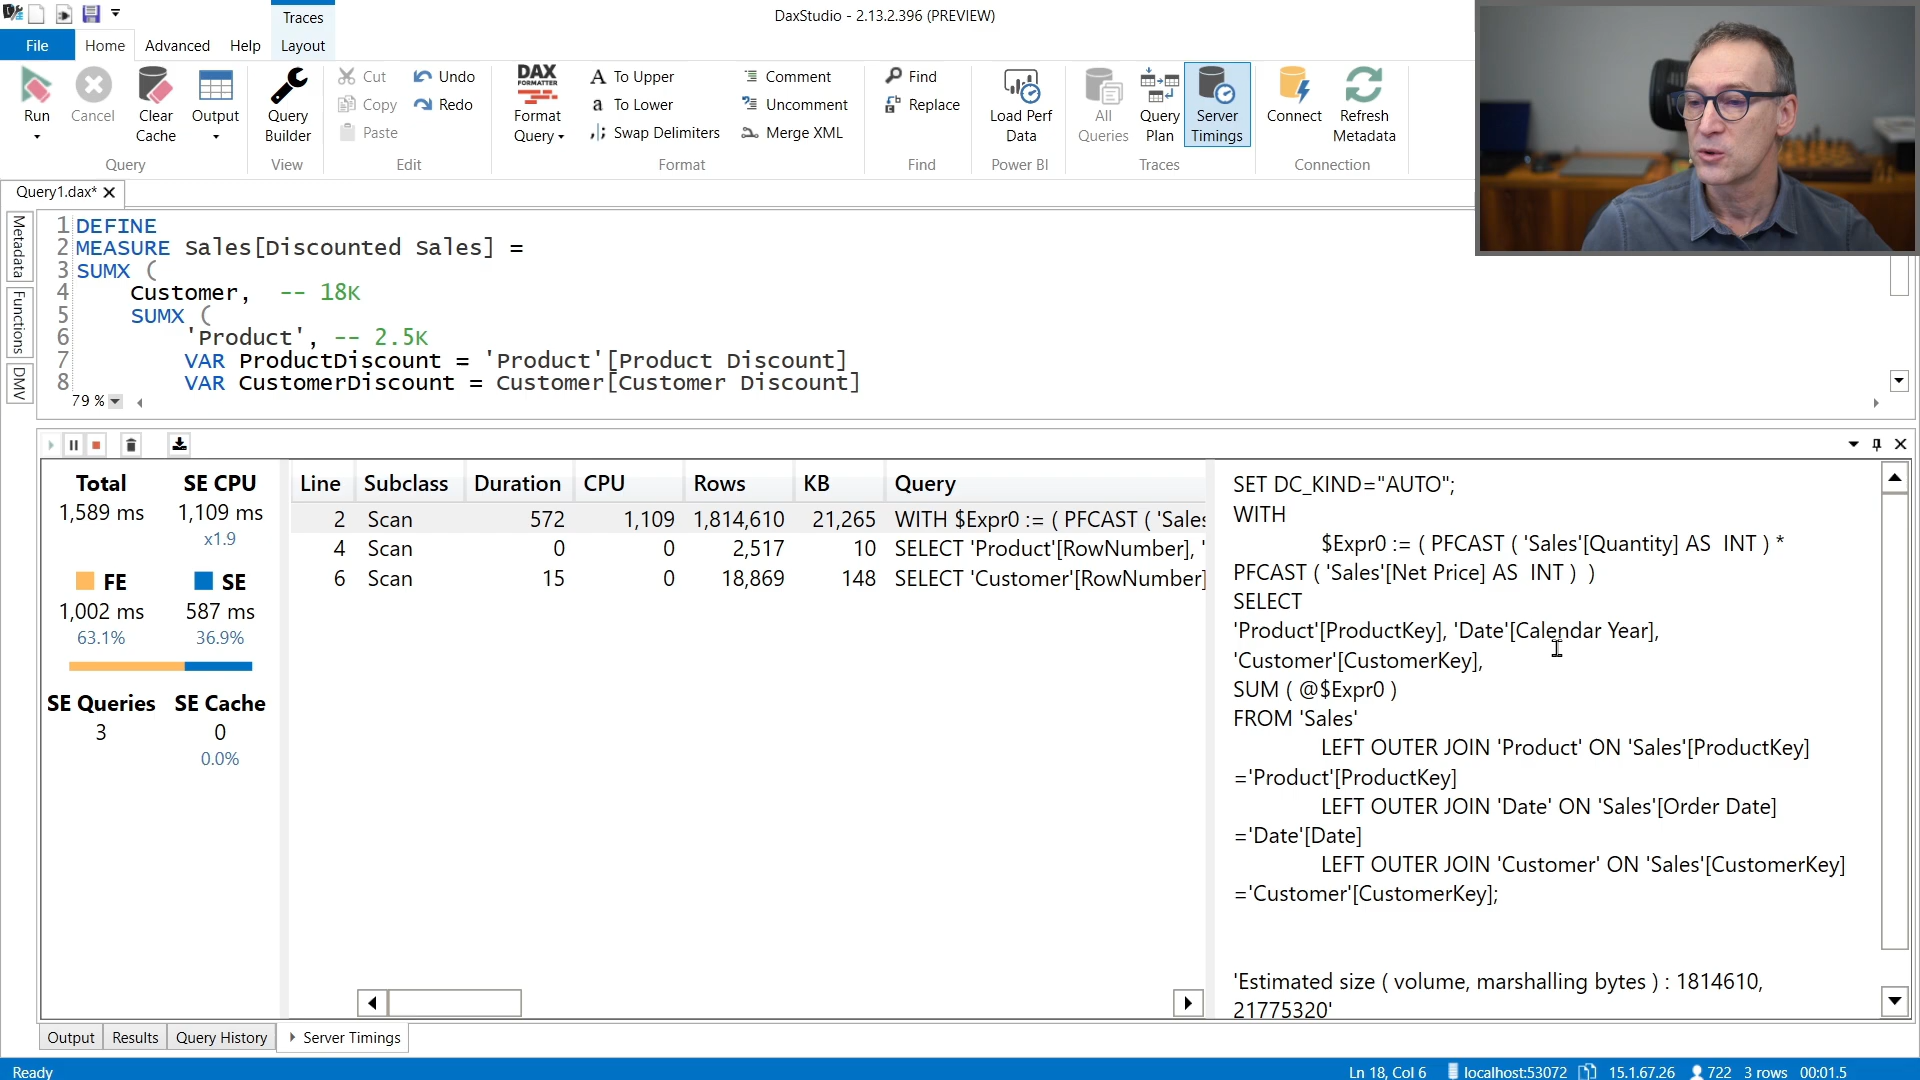 DaxStudio - 2.13.2.396 (PREVIEW)
Traces
File Home Advanced Help Layout
Run
Cancel
Clear Cache
Output
Query
Query Builder
View
Cut
Copy
Paste
Undo
Redo
Edit
DAX
FORMATTER
Format Query
To Upper
To Lower
Swap Delimiters
Comment
Uncomment
Merge XML
Format
Find
Replace
Find
Load Perf Data
Power BI
All Queries
Query Plan
Server Timings
Traces
Connect
Refresh Metadata
Connection
Query1.dax*
Metadata
Functions
DMV
1 DEFINE
2 MEASURE Sales[Discounted Sales] =
3 SUMX (
4 Customer, -- 18K
5 SUMX (
6 'Product', -- 2.5K
7 VAR ProductDiscount = 'Product'[Product Discount]
8 VAR CustomerDiscount = Customer[Customer Discount]
79 %
Total SE CPU
1,589 ms 1,109 ms
x1.9
FE SE
1,002 ms 587 ms
63.1% 36.9%
SE Queries SE Cache
3 0
0.0%
Line Subclass Duration CPU Rows KB Query
2 Scan 572 1,109 1,814,610 21,265 WITH $Expr0 := ( PFCAST ( 'Sales
4 Scan 0 0 2,517 10 SELECT 'Product'[RowNumber], '
6 Scan 15 0 18,869 148 SELECT 'Customer'[RowNumber]
SET DC_KIND="AUTO";
WITH
$Expr0 := ( PFCAST ( 'Sales'[Quantity] AS INT ) *
PFCAST ( 'Sales'[Net Price] AS INT ) )
SELECT
'Product'[ProductKey], 'Date'[Calendar Year],
'Customer'[CustomerKey],
SUM ( @$Expr0 )
FROM 'Sales'
LEFT OUTER JOIN 'Product' ON 'Sales'[ProductKey]
='Product'[ProductKey]
LEFT OUTER JOIN 'Date' ON 'Sales'[Order Date]
='Date'[Date]
LEFT OUTER JOIN 'Customer' ON 'Sales'[CustomerKey]
='Customer'[CustomerKey];
'Estimated size ( volume, marshalling bytes ) : 1814610,
21775320'
Output Results Query History Server Timings
Ready
Ln 18, Col 6 localhost:53072 15.1.67.26 722 3 rows 00:01.5